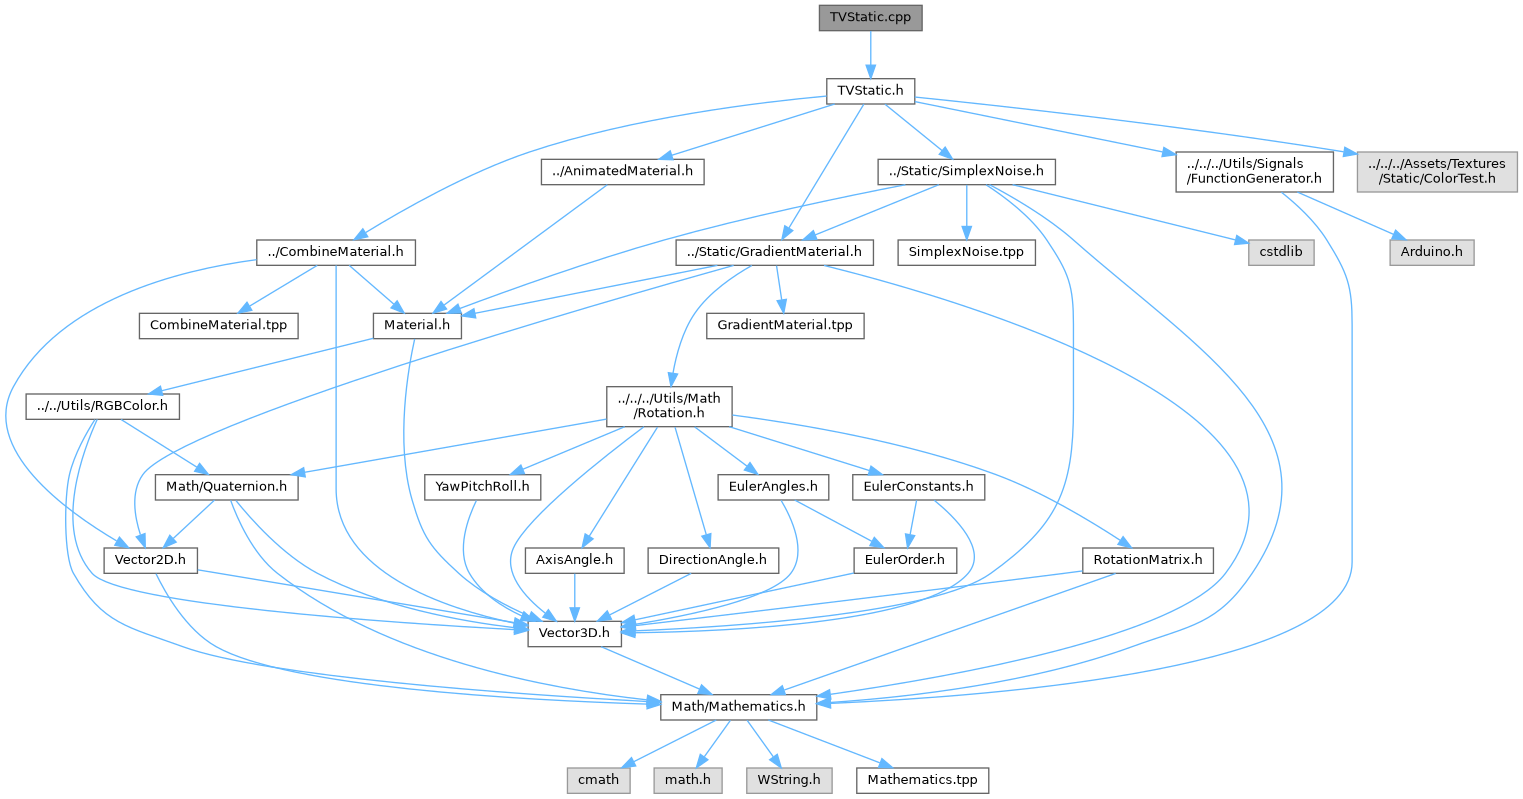 TVStatic.cpp
TVStatic.h
../AnimatedMaterial.h
../Static/SimplexNoise.h
../../../Utils/Signals
/FunctionGenerator.h
../../../Assets/Textures
/Static/ColorTest.h
../CombineMaterial.h
../Static/GradientMaterial.h
SimplexNoise.tpp
cstdlib
Arduino.h
CombineMaterial.tpp
Material.h
GradientMaterial.tpp
../../Utils/RGBColor.h
../../../Utils/Math
/Rotation.h
Math/Quaternion.h
YawPitchRoll.h
EulerAngles.h
EulerConstants.h
Vector2D.h
AxisAngle.h
DirectionAngle.h
EulerOrder.h
RotationMatrix.h
Vector3D.h
Math/Mathematics.h
cmath
math.h
WString.h
Mathematics.tpp